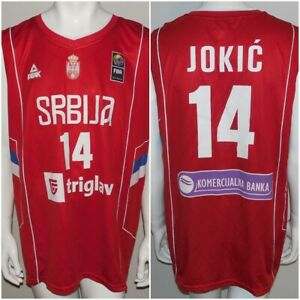 PEAK
FIBA
SRBIJA
14
triglav
JOKIĆ
14
KOMERCIJALNA BANKA